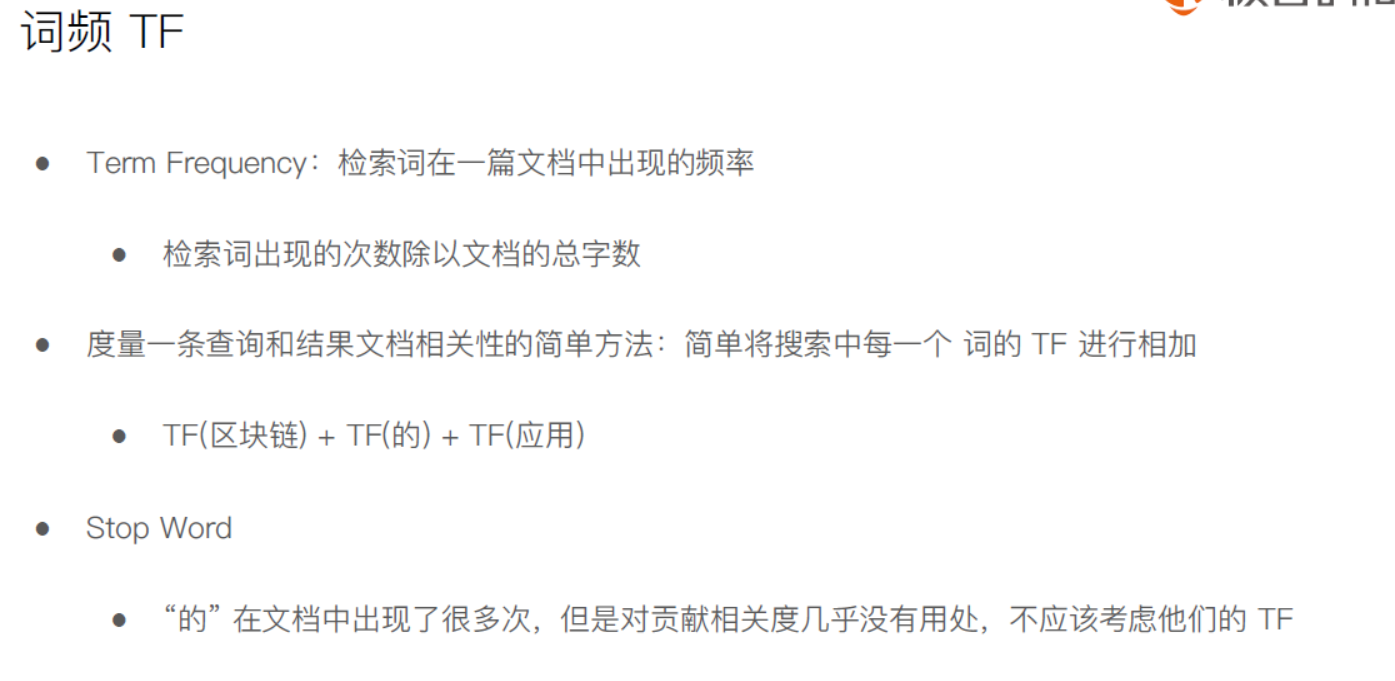 词频 TF
● Term Frequency：检索词在一篇文档中出现的频率
● 检索词出现的次数除以文档的总字数
● 度量一条查询和结果文档相关性的简单方法：简单将搜索中每一个 词的 TF 进行相加
● TF(区块链) + TF(的) + TF(应用)
● Stop Word
● “的” 在文档中出现了很多次，但是对贡献相关度几乎没有用处，不应该考虑他们的 TF